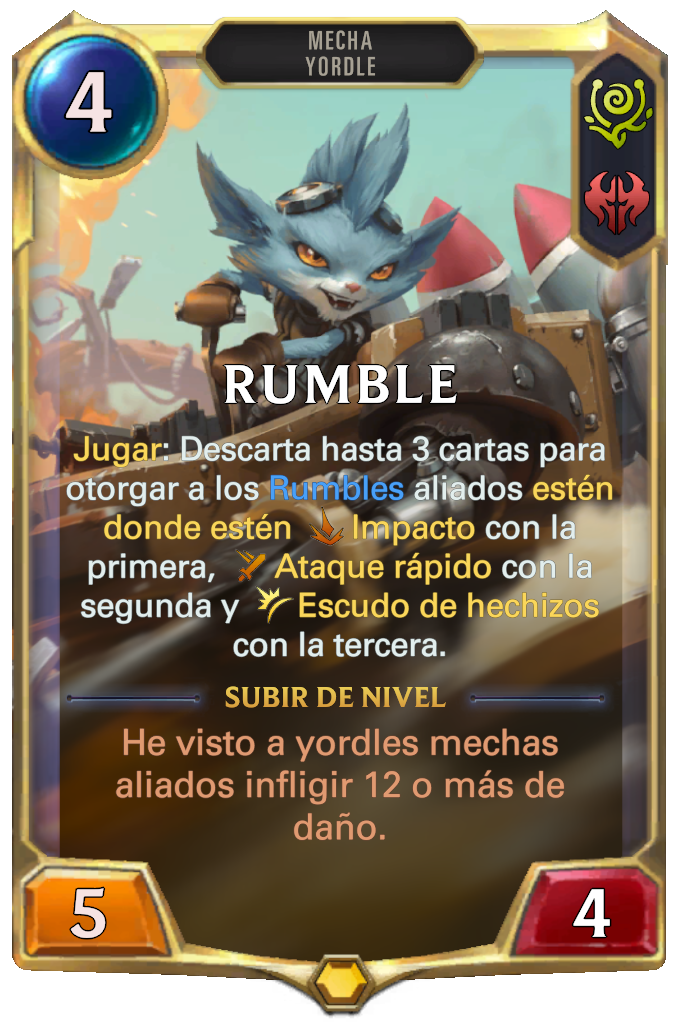 MECHA
YORDLE
4
RUMBLE
Jugar: Descarta hasta 3 cartas para
otorgar a los Rumbles aliados estén
donde estén Impacto con la
primera, Ataque rápido con la
segunda y Escudo de hechizos
con la tercera.
SUBIR DE NIVEL
He visto a yordles mechas
aliados infligir 12 o más de
daño.
5
4